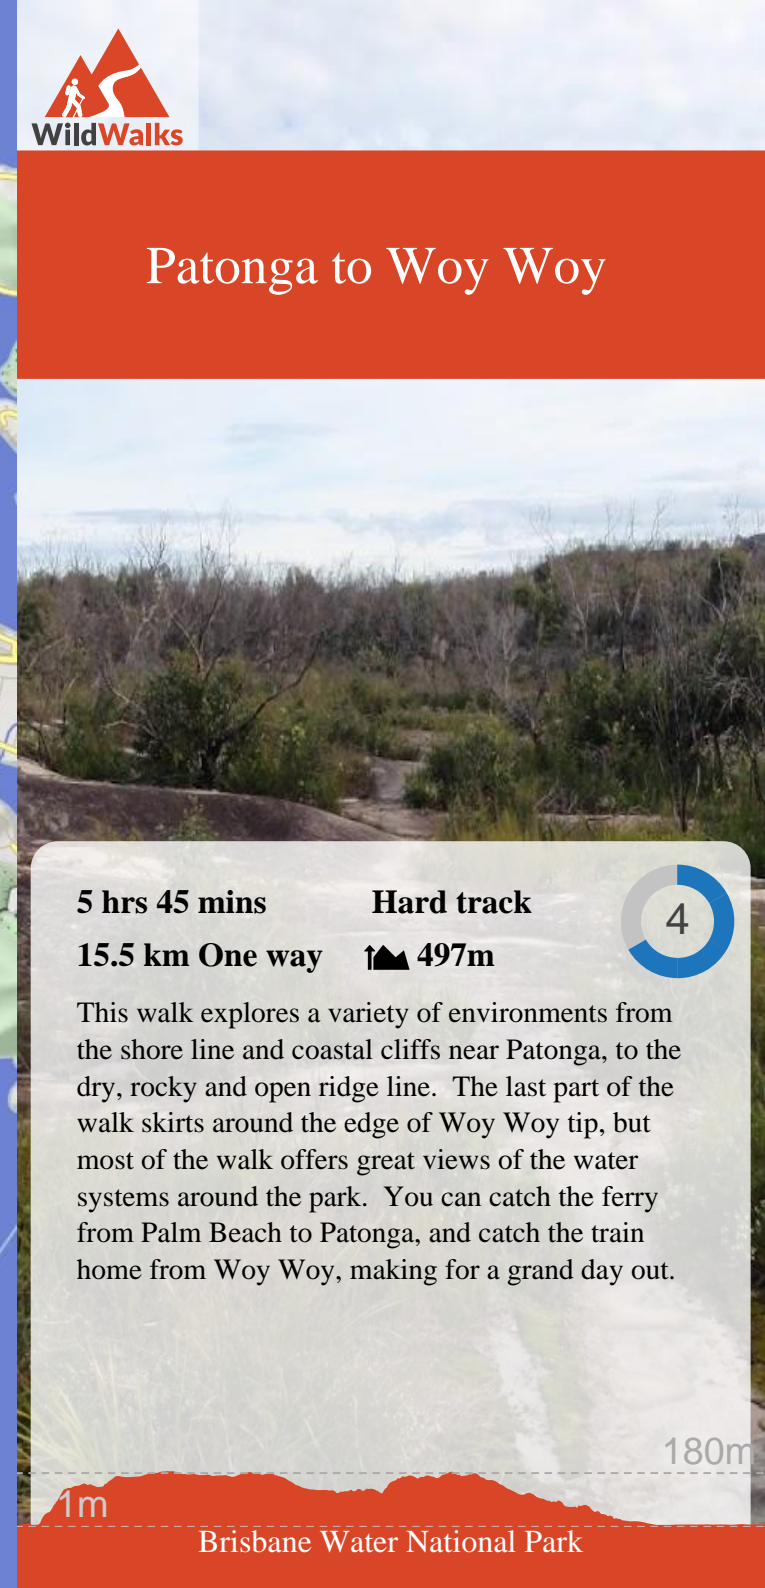 WildWalks
Patonga to Woy Woy
5 hrs 45 mins
Hard track
4
15.5 km One way
497m
This walk explores a variety of environments from
the shore line and coastal cliffs near Patonga, to the
dry, rocky and open ridge line.  The last part of the
walk skirts around the edge of Woy Woy tip, but
most of the walk offers great views of the water
systems around the park.  You can catch the ferry
from Palm Beach to Patonga, and catch the train
home from Woy Woy, making for a grand day out.
180m
1m
Brisbane Water National Park